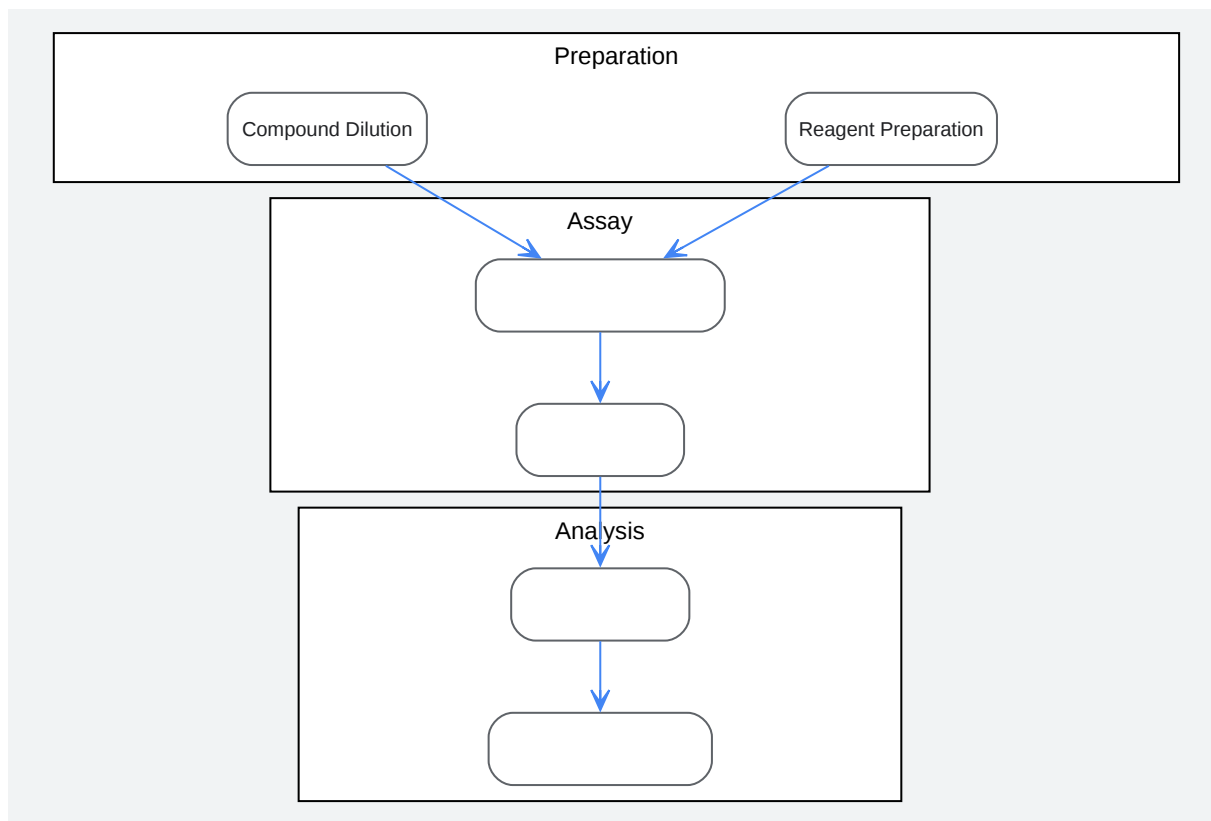 Preparation
Compound Dilution
Reagent Preparation
Assay
Analysis